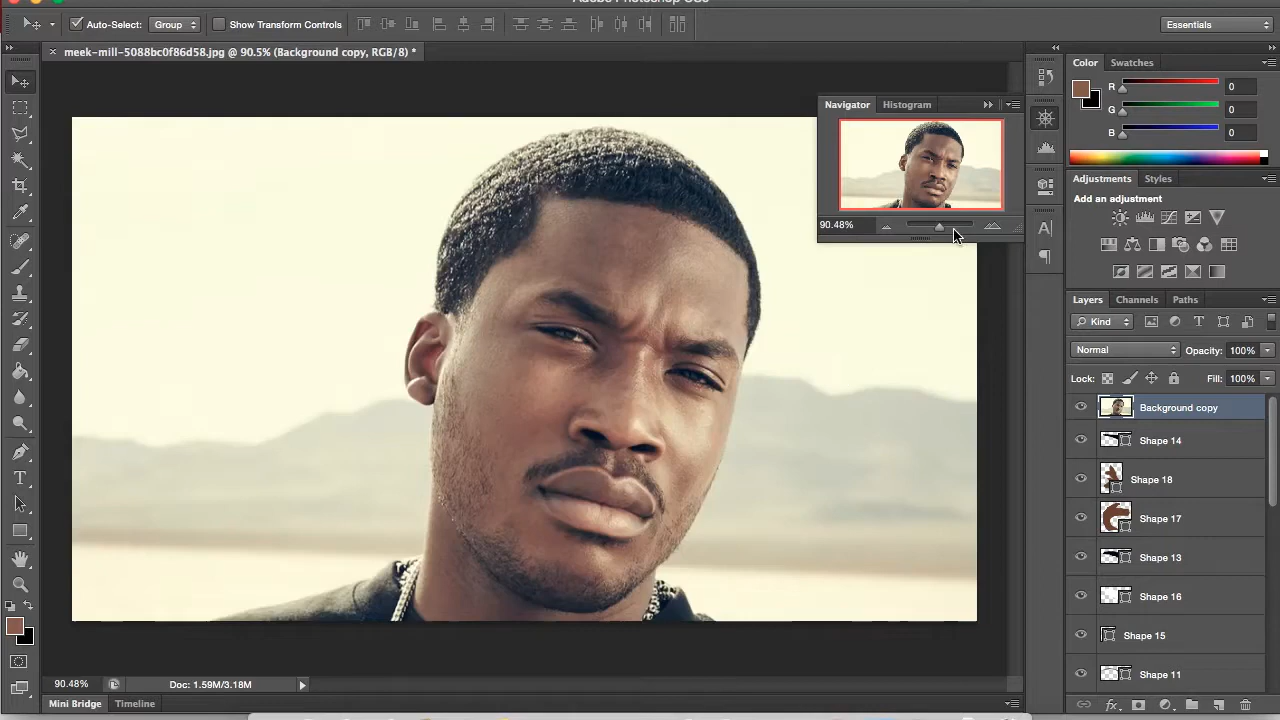 Auto-Select: Group Show Transform Controls Essentials
meek-mill-5088bc0f86d58.jpg @ 90.5% (Background copy, RGB/8) *
Navigator Histogram
90.48%
Color Swatches
R 0
G 0
B 0
Adjustments Styles
Add an adjustment
Layers Channels Paths
Kind
Normal Opacity: 100%
Lock: Fill: 100%
Background copy
Shape 14
Shape 18
Shape 17
Shape 13
Shape 16
Shape 15
Shape 11
90.48% Doc: 1.59M/3.18M
Mini Bridge Timeline